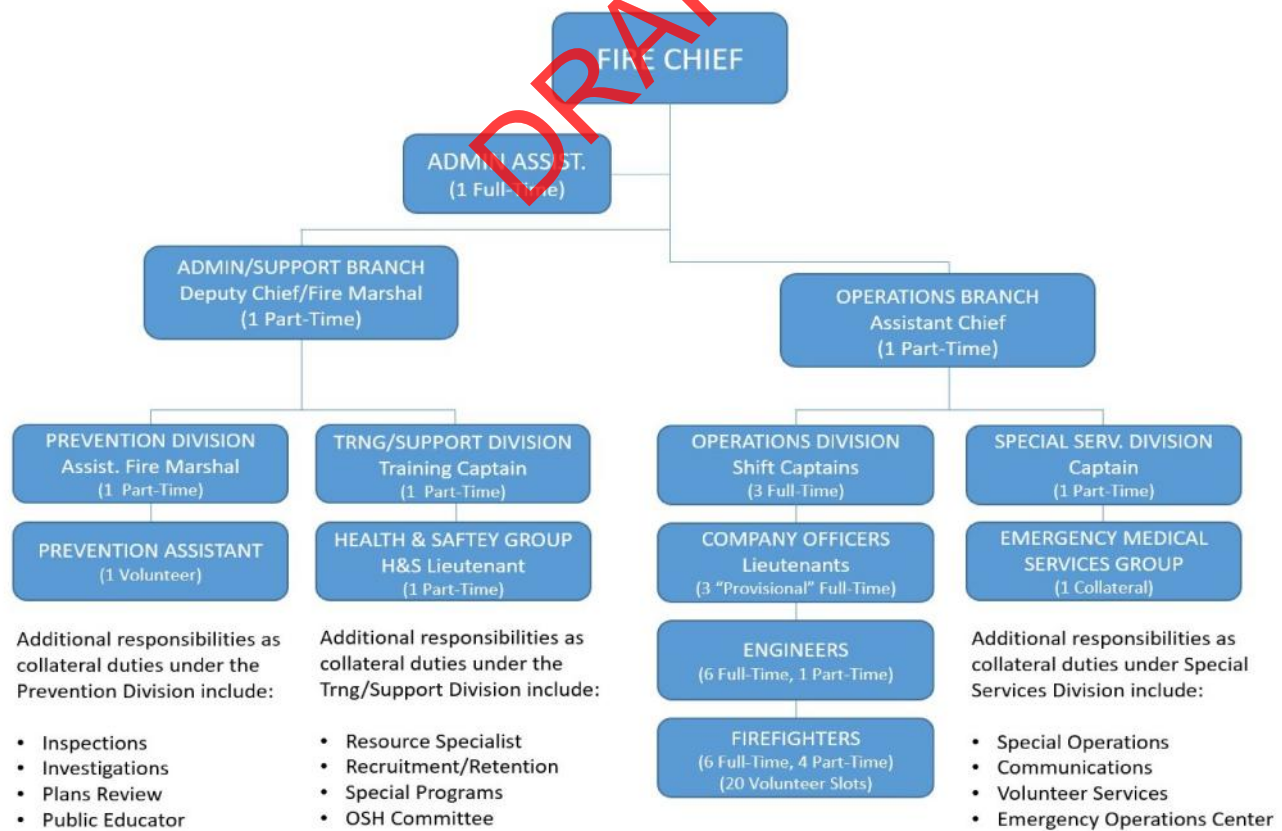 DRAF
FIRE CHIEF
ADMIN ASSIST.
(1 Full-Time)
ADMIN/SUPPORT BRANCH
Deputy Chief/Fire Marshal
(1 Part-Time)
OPERATIONS BRANCH
Assistant Chief
(1 Part-Time)
PREVENTION DIVISION
Assist. Fire Marshal
(1 Part-Time)
TRNG/SUPPORT DIVISION
Training Captain
(1 Part-Time)
OPERATIONS DIVISION
Shift Captains
(3 Full-Time)
SPECIAL SERV. DIVISION
Captain
(1 Part-Time)
PREVENTION ASSISTANT
(1 Volunteer)
HEALTH & SAFTEY GROUP
H&S Lieutenant
(1 Part-Time)
COMPANY OFFICERS
Lieutenants
(3 “Provisional” Full-Time)
EMERGENCY MEDICAL
SERVICES GROUP
(1 Collateral)
ENGINEERS
(6 Full-Time, 1 Part-Time)
FIREFIGHTERS
(6 Full-Time, 4 Part-Time)
(20 Volunteer Slots)
Additional responsibilities as
collateral duties under the
Prevention Division include:
• Inspections
• Investigations
• Plans Review
• Public Educator
Additional responsibilities as
collateral duties under the
Trng/Support Division include:
• Resource Specialist
• Recruitment/Retention
• Special Programs
• OSH Committee
Additional responsibilities as
collateral duties under Special
Services Division include:
• Special Operations
• Communications
• Volunteer Services
• Emergency Operations Center